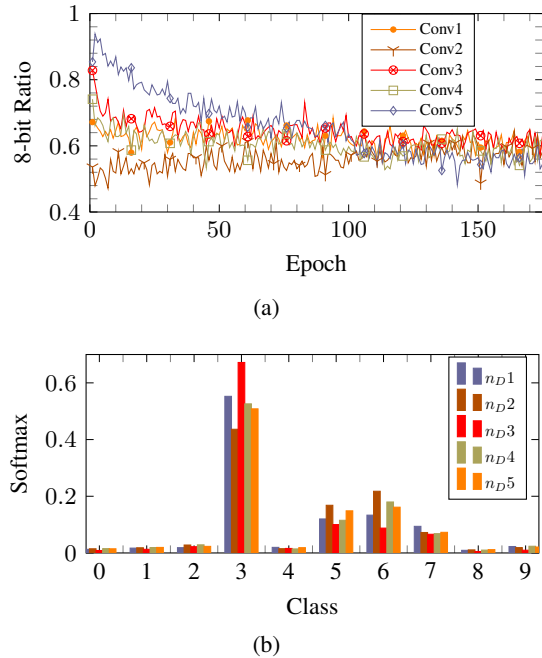 1
0.8
0.6
0.4
8-bit Ratio
Conv1
Conv2
Conv3
Conv4
Conv5
0 50 100 150
Epoch
(a)
0.6
0.4
0.2
0
Softmax
n_D1
n_D2
n_D3
n_D4
n_D5
0 1 2 3 4 5 6 7 8 9
Class
(b)